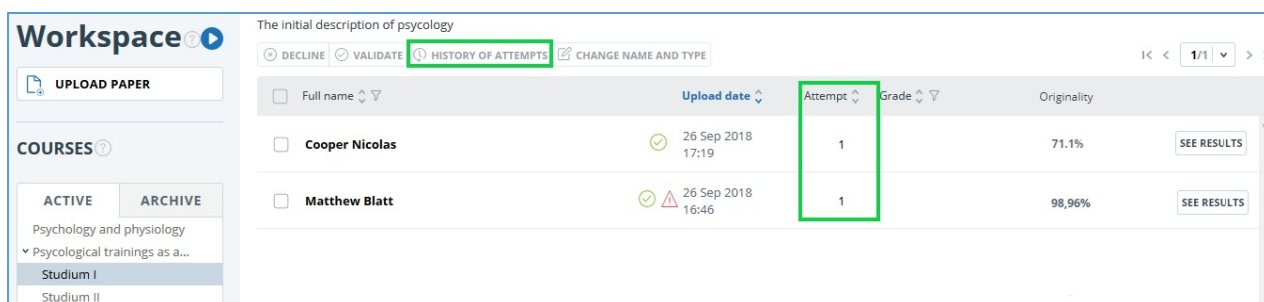 Workspace ?
UPLOAD PAPER
COURSES ?
ACTIVE ARCHIVE
Psychology and physiology
Psycological trainings as a...
Studium I
Studium II
The initial description of psycology
DECLINE VALIDATE HISTORY OF ATTEMPTS CHANGE NAME AND TYPE
1/1
Full name Upload date Attempt Grade Originality
Cooper Nicolas 26 Sep 2018 17:19 1 71.1% SEE RESULTS
Matthew Blatt 26 Sep 2018 16:46 1 98,96% SEE RESULTS